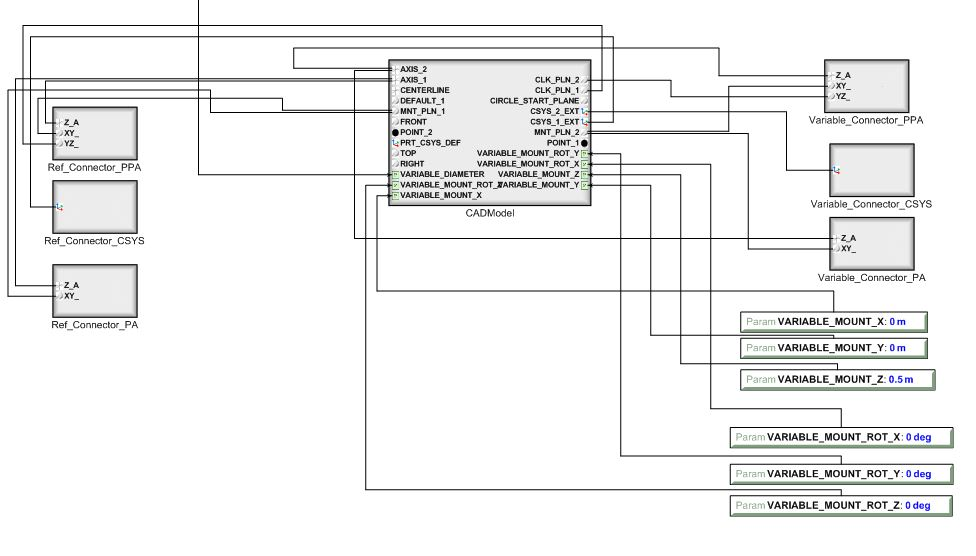 AXIS_2
AXIS_1
CENTERLINE
DEFAULT_1
MNT_PLN_1
FRONT
POINT_2
PRT_CSYS_DEF
TOP
RIGHT
VARIABLE_DIAMETER
VARIABLE_MOUNT_ROT_Z
VARIABLE_MOUNT_X
CLK_PLN_2
CLK_PLN_1
CIRCLE_START_PLANE
CSYS_2_EXT
CSYS_1_EXT
MNT_PLN_2
POINT_1
VARIABLE_MOUNT_ROT_Y
VARIABLE_MOUNT_ROT_X
VARIABLE_MOUNT_Z
VARIABLE_MOUNT_Y
CADModel
Z_A
XY_
YZ_
Ref_Connector_PPA
Ref_Connector_CSYS
Z_A
XY_
Ref_Connector_PA
Z_A
XY_
YZ_
Variable_Connector_PPA
Variable_Connector_CSYS
Z_A
XY_
Variable_Connector_PA
Param VARIABLE_MOUNT_X: 0 m
Param VARIABLE_MOUNT_Y: 0 m
Param VARIABLE_MOUNT_Z: 0.5 m
Param VARIABLE_MOUNT_ROT_X: 0 deg
Param VARIABLE_MOUNT_ROT_Y: 0 deg
Param VARIABLE_MOUNT_ROT_Z: 0 deg